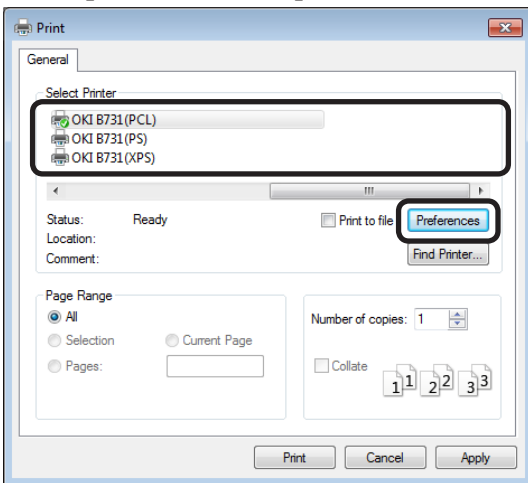 Print
General
Select Printer
OKI B731(PCL)
OKI B731(PS)
OKI B731(XPS)
Status: Ready
Print to file
Preferences
Location:
Comment:
Find Printer...
Page Range
All
Selection
Current Page
Pages:
Number of copies: 1
Collate
1 1 2 2 3 3
Print
Cancel
Apply